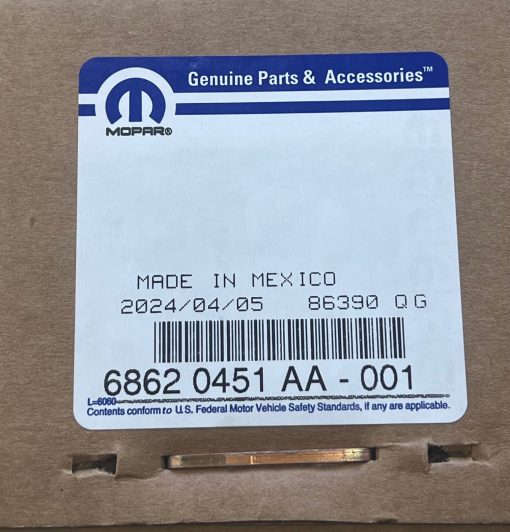 Genuine Parts & Accessories™
MOPAR®
MADE IN MEXICO
2024/04/05 86390 QG
6862 0451 AA - 001
L=6060
Contents conform to U.S. Federal Motor Vehicle Safety Standards, if any are applicable.